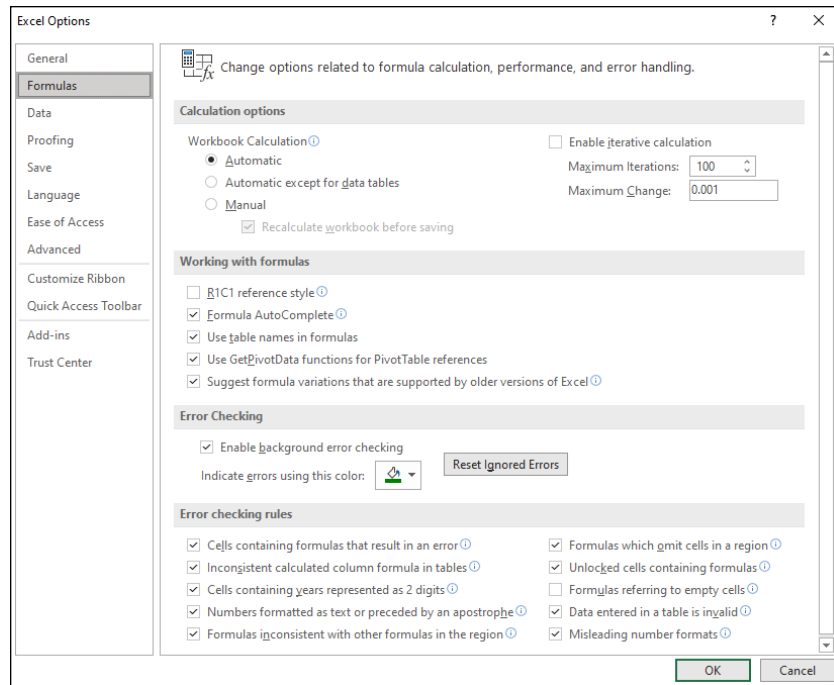 Excel Options
?
General
Formulas
Data
Proofing
Save
Language
Ease of Access
Advanced
Customize Ribbon
Quick Access Toolbar
Add-ins
Trust Center
Change options related to formula calculation, performance, and error handling.
Calculation options
Workbook Calculation
Automatic
Automatic except for data tables
Manual
Recalculate workbook before saving
Enable iterative calculation
Maximum Iterations: 100
Maximum Change: 0.001
Working with formulas
R1C1 reference style
Formula AutoComplete
Use table names in formulas
Use GetPivotData functions for PivotTable references
Suggest formula variations that are supported by older versions of Excel
Error Checking
Enable background error checking
Indicate errors using this color:
Reset Ignored Errors
Error checking rules
Cells containing formulas that result in an error
Inconsistent calculated column formula in tables
Cells containing years represented as 2 digits
Numbers formatted as text or preceded by an apostrophe
Formulas inconsistent with other formulas in the region
Formulas which omit cells in a region
Unlocked cells containing formulas
Formulas referring to empty cells
Data entered in a table is invalid
Misleading number formats
OK
Cancel